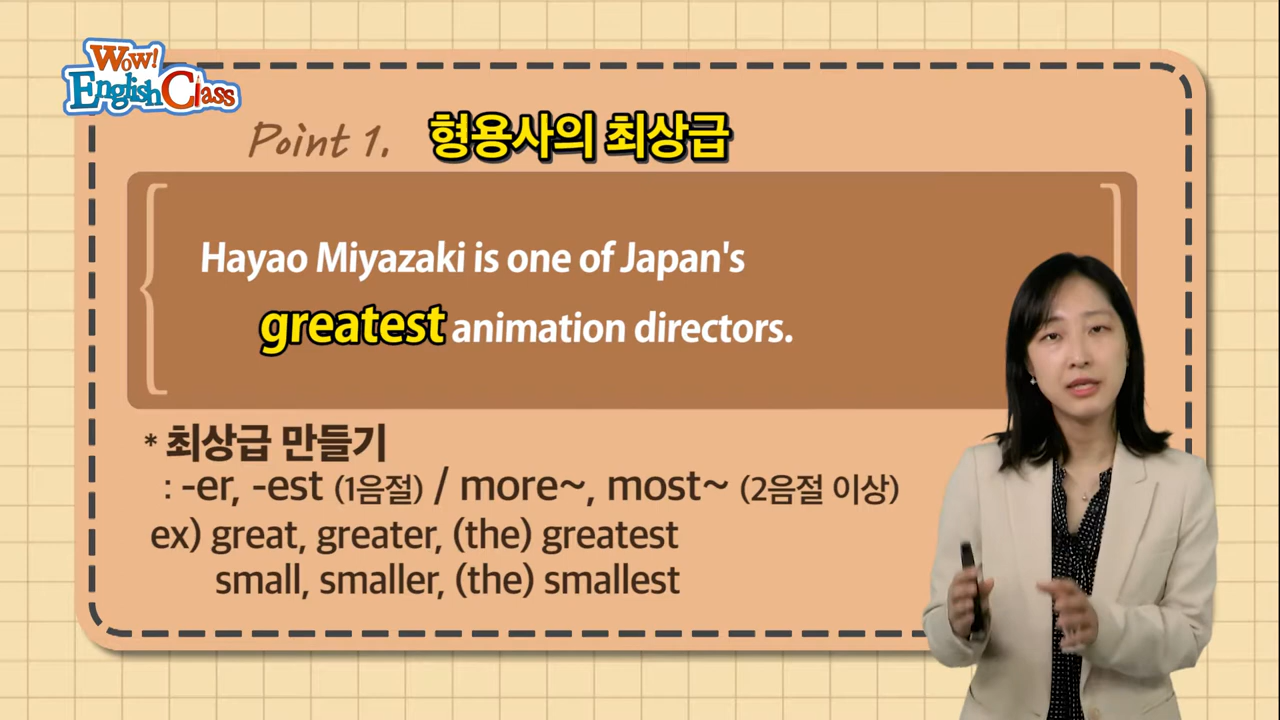 Wow!
English Class
Point 1. 형용사의 최상급
Hayao Miyazaki is one of Japan's
greatest animation directors.
* 최상급 만들기
: -er, -est (1음절) / more~, most~ (2음절 이상)
ex) great, greater, (the) greatest
small, smaller, (the) smallest